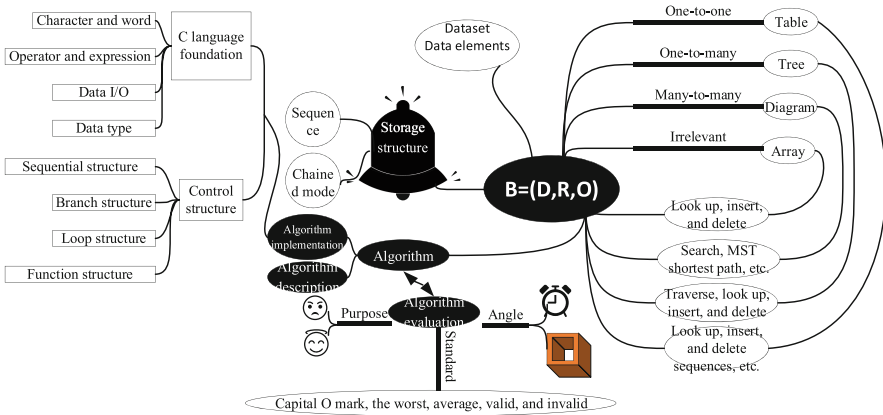 Character and word
Operator and expression
Data I/O
Data type
C language
foundation
Sequential structure
Branch structure
Loop structure
Function structure
Control
structure
Sequen
ce
Chaine
d mode
Storage
structure
Dataset
Data elements
B=(D,R,O)
One-to-one
Table
One-to-many
Tree
Many-to-many
Diagram
Irrelevant
Array
Look up, insert,
and delete
Search, MST
shortest path, etc.
Traverse, look up,
insert, and delete
Look up, insert,
and delete
sequences, etc.
Algorithm
implementation
Algorithm
description
Algorithm
Algorithm
evaluation
Purpose
Angle
Standard
Capital O mark, the worst, average, valid, and invalid